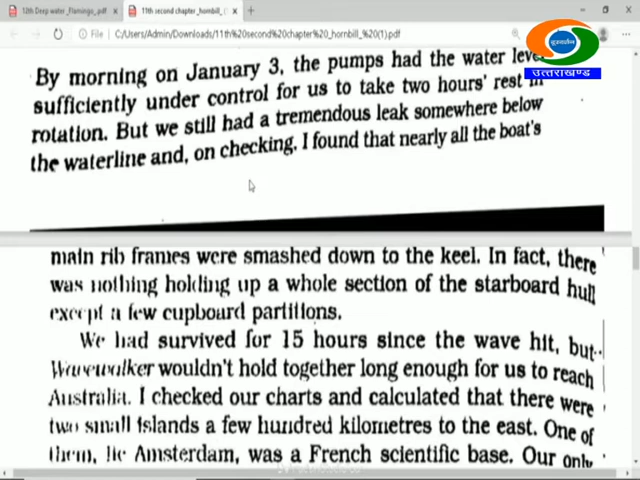 12th Deep water _Flamingo_.pdf
11th second chapter_hornbill_ (
File
C:/Users/Admin/Downloads/11th%20second%20chapter_hornbill_%20(1).pdf
दूरदर्शन
उत्तराखण्ड
By morning on January 3, the pumps had the water level
sufficiently under control for us to take two hours' rest in
rotation. But we still had a tremendous leak somewhere below
the waterline and, on checking, I found that nearly all the boat's
main rib frames were smashed down to the keel. In fact, there
was nothing holding up a whole section of the starboard hull
except a few cupboard partitions.
We had survived for 15 hours since the wave hit, but
Wavewalker wouldn't hold together long enough for us to reach
Australia. I checked our charts and calculated that there were
two small islands a few hundred kilometres to the east. One of
them, Ile Amsterdam, was a French scientific base. Our only